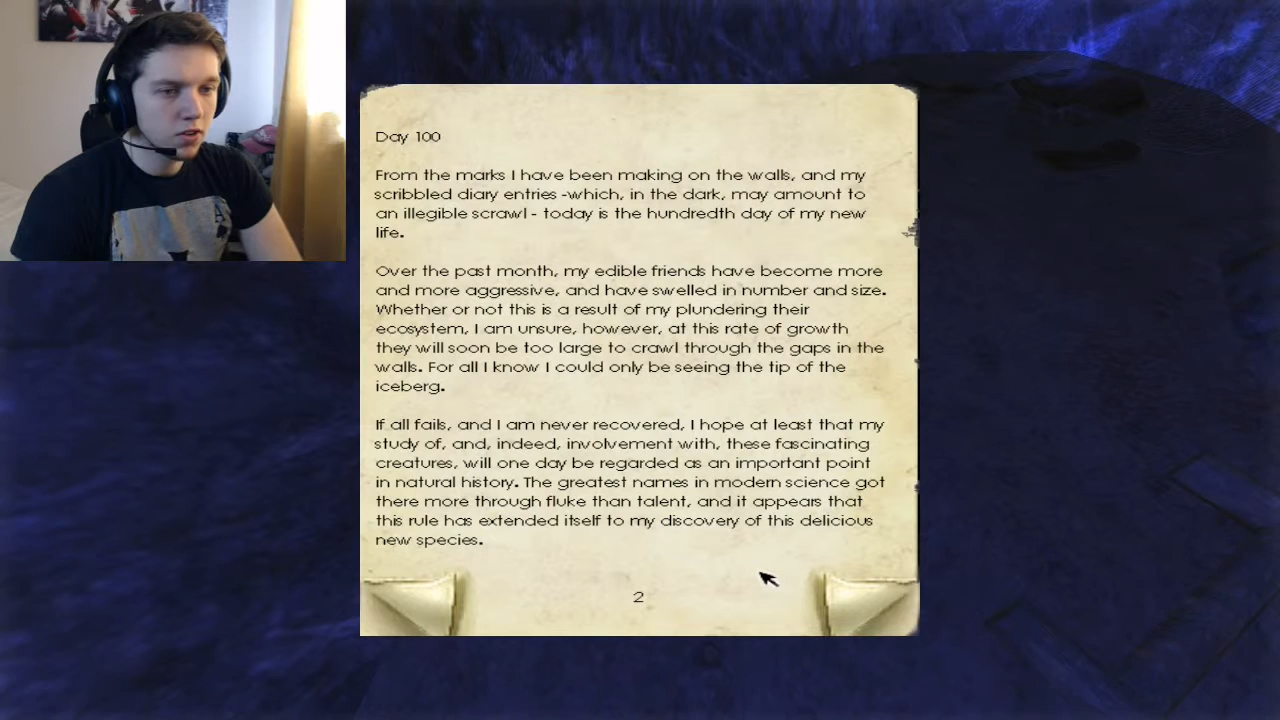 Day 100
From the marks I have been making on the walls, and my
scribbled diary entries -which, in the dark, may amount to
an illegible scrawl - today is the hundredth day of my new
life.
Over the past month, my edible friends have become more
and more aggressive, and have swelled in number and size.
Whether or not this is a result of my plundering their
ecosystem, I am unsure, however, at this rate of growth
they will soon be too large to crawl through the gaps in the
walls. For all I know I could only be seeing the tip of the
iceberg.
If all fails, and I am never recovered, I hope at least that my
study of, and, indeed, involvement with, these fascinating
creatures, will one day be regarded as an important point
in natural history. The greatest names in modern science got
there more through fluke than talent, and it appears that
this rule has extended itself to my discovery of this delicious
new species.
2